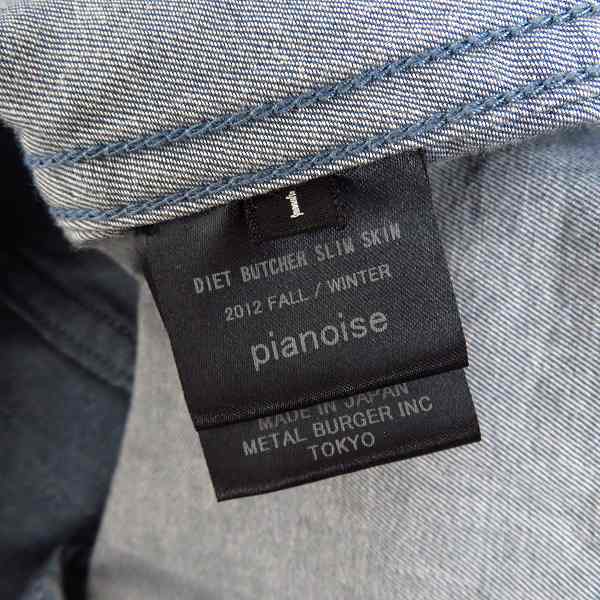 1
DIET BUTCHER SLIM SKIN
2012 FALL / WINTER
pianoise
MADE IN JAPAN
METAL BURGER INC
TOKYO